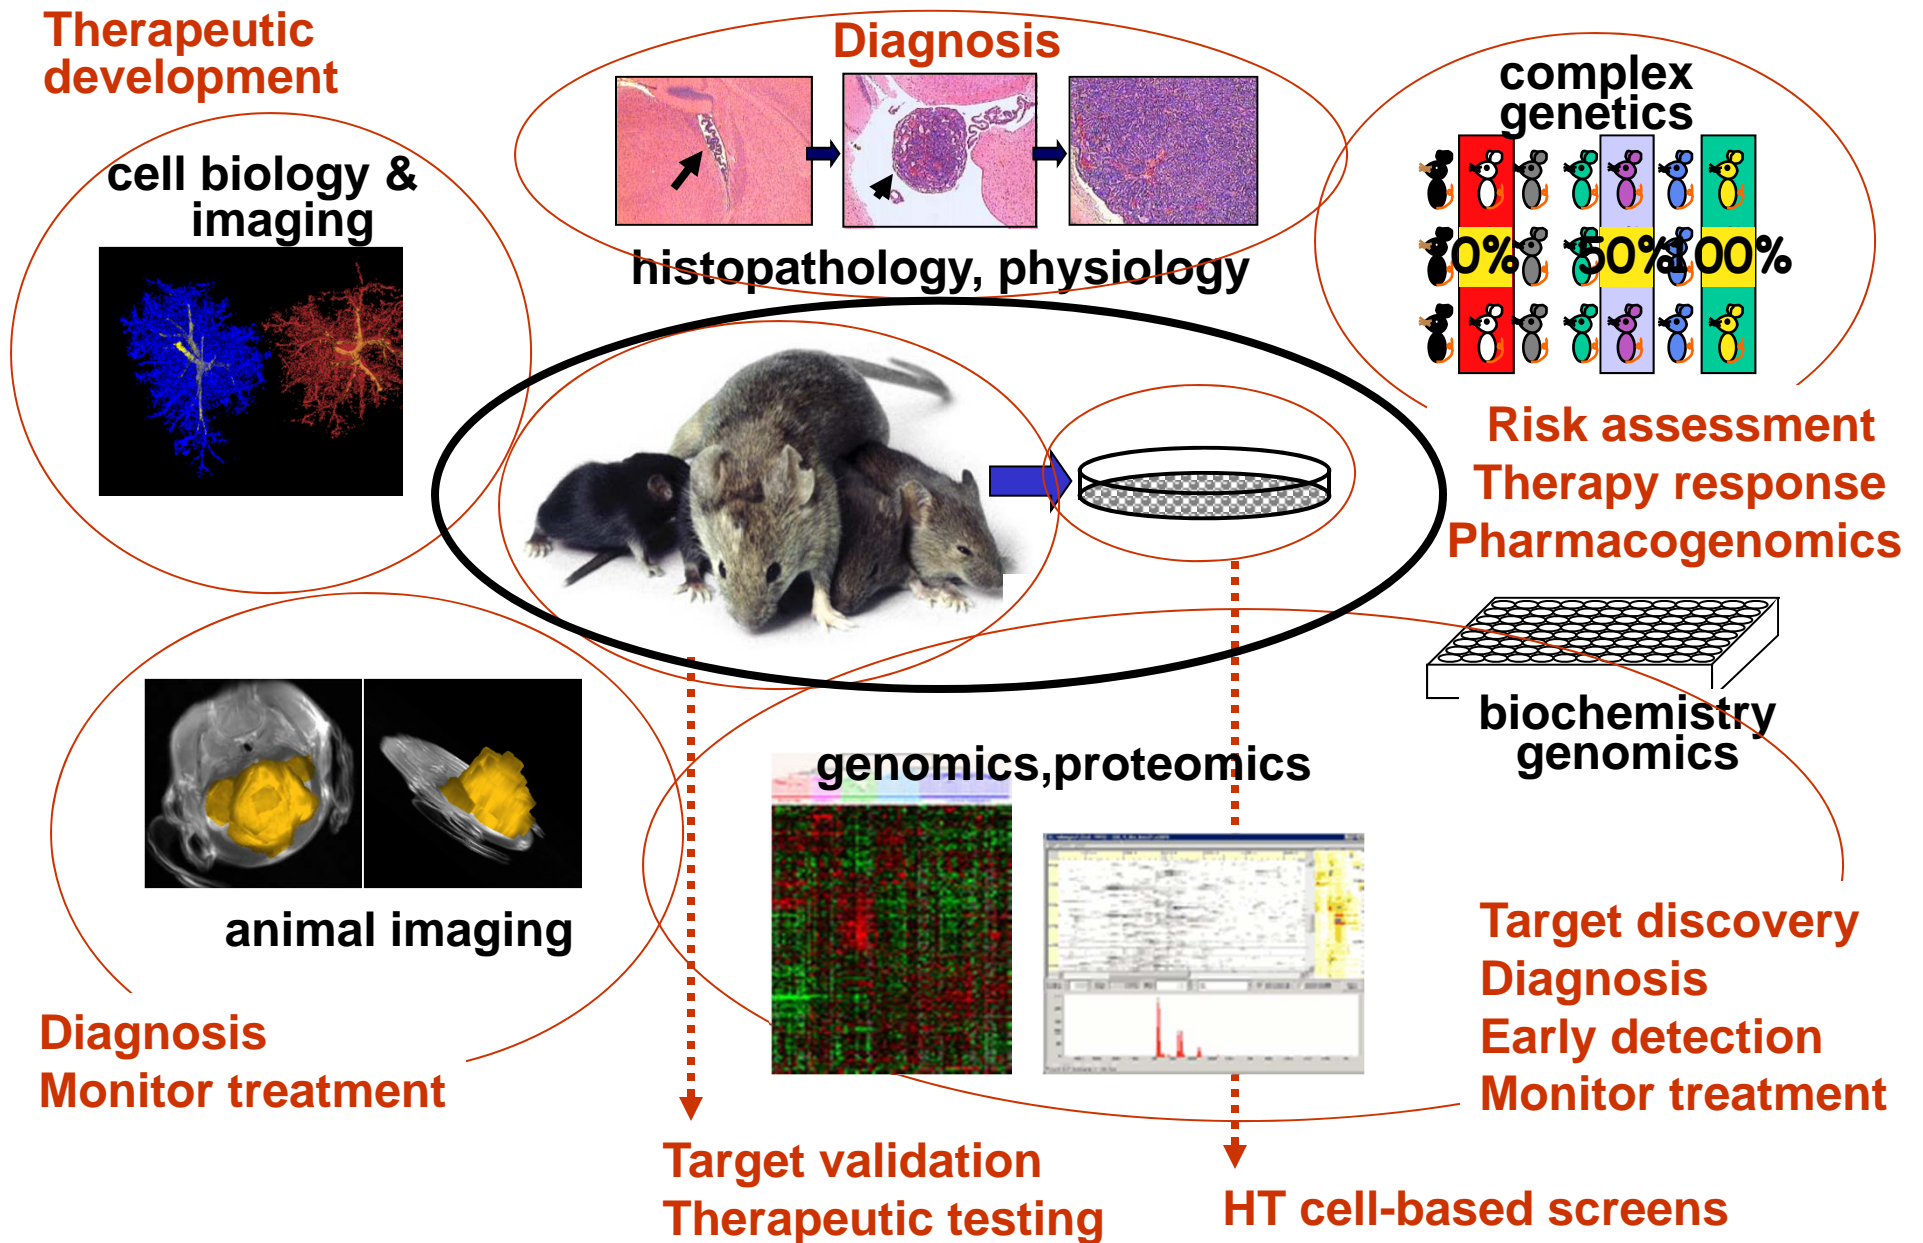 Therapeutic
development
Diagnosis
complex
genetics
cell biology &
imaging
histopathology, physiology
0%
50%
100%
Risk assessment
Therapy response
Pharmacogenomics
biochemistry
genomics
genomics,proteomics
animal imaging
Target discovery
Diagnosis
Early detection
Monitor treatment
Diagnosis
Monitor treatment
Target validation
Therapeutic testing
HT cell-based screens